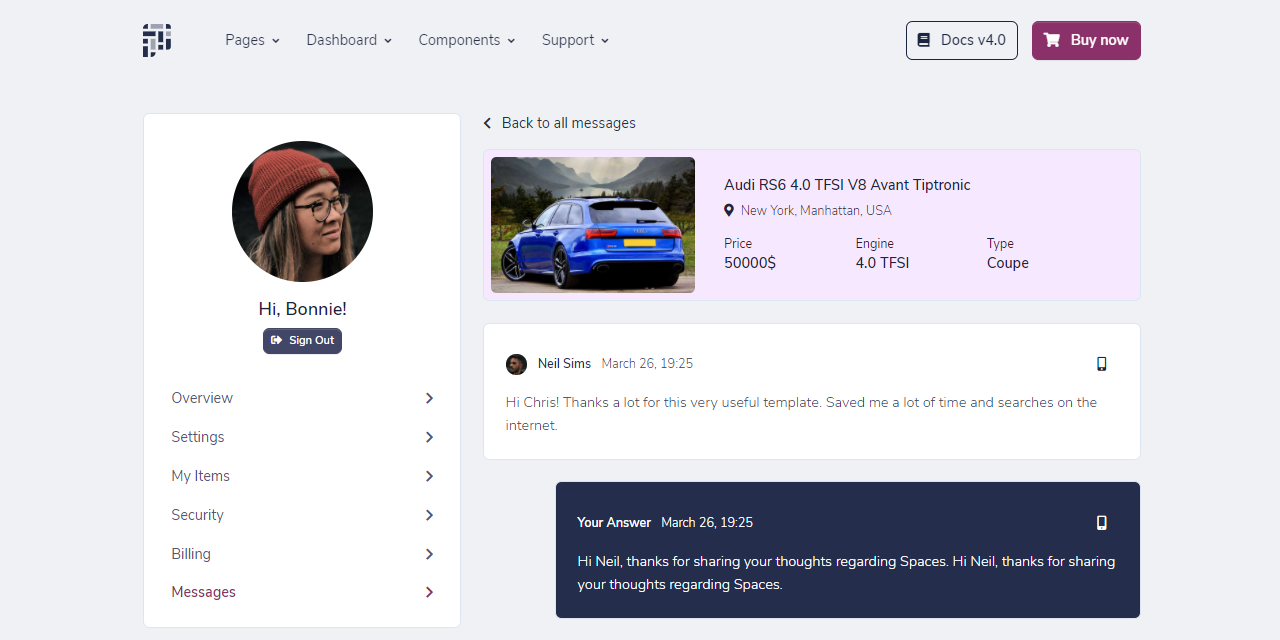 Pages Dashboard Components Support Docs v4.0 Buy now
Hi, Bonnie!
Sign Out
Overview
Settings
My Items
Security
Billing
Messages
Back to all messages
Audi RS6 4.0 TFSI V8 Avant Tiptronic
New York, Manhattan, USA
Price Engine Type
50000$ 4.0 TFSI Coupe
Neil Sims March 26, 19:25
Hi Chris! Thanks a lot for this very useful template. Saved me a lot of time and searches on the
internet.
Your Answer March 26, 19:25
Hi Neil, thanks for sharing your thoughts regarding Spaces. Hi Neil, thanks for sharing
your thoughts regarding Spaces.